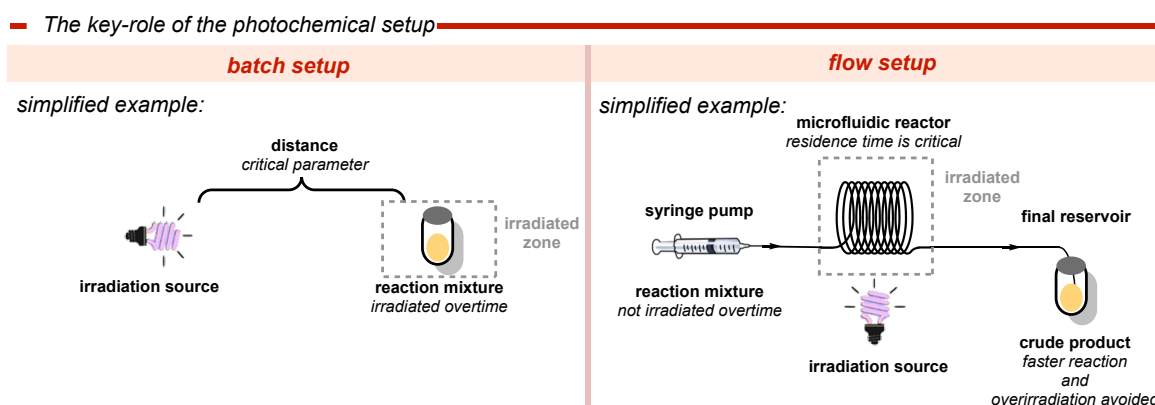 The key-role of the photochemical setup
batch setup
simplified example:
distance
critical parameter
irradiated
zone
irradiation source
reaction mixture
irradiated overtime
flow setup
simplified example:
microfluidic reactor
residence time is critical
irradiated
zone
syringe pump
final reservoir
reaction mixture
not irradiated overtime
irradiation source
crude product
faster reaction
and
overirradiation avoided